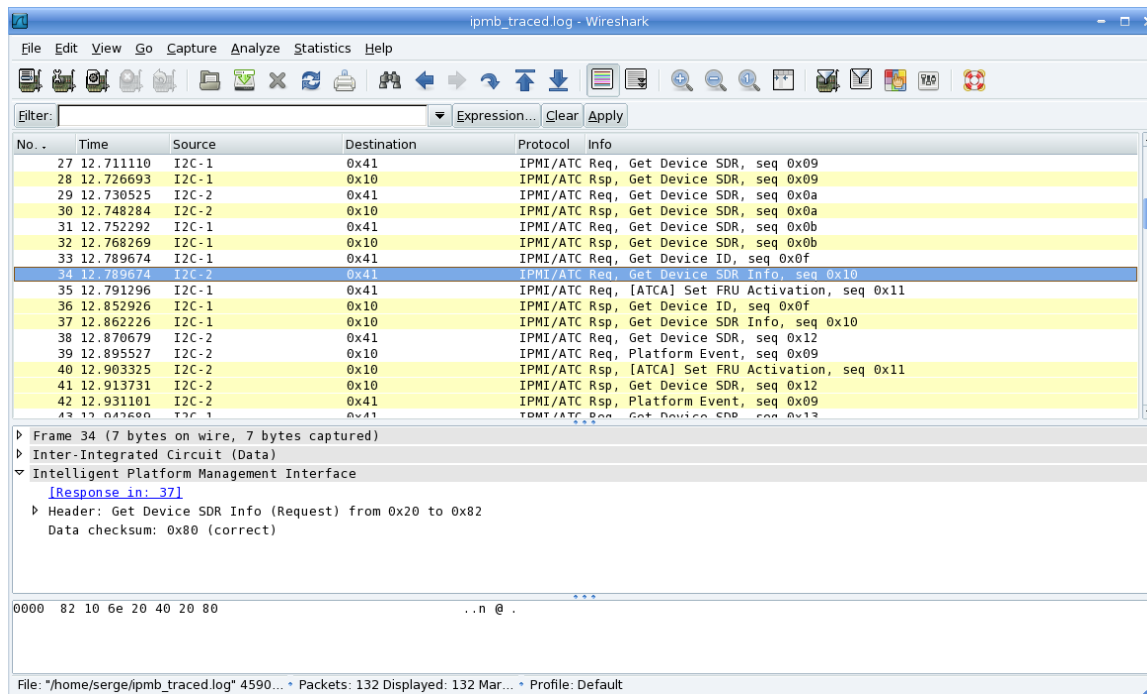 ipmb_traced.log - Wireshark
File Edit View Go Capture Analyze Statistics Help
Filter: Expression... Clear Apply
No. . Time Source Destination Protocol Info
27 12.711110 I2C-1 0x41 IPMI/ATC Req, Get Device SDR, seq 0x09
28 12.726693 I2C-1 0x10 IPMI/ATC Rsp, Get Device SDR, seq 0x09
29 12.730525 I2C-2 0x41 IPMI/ATC Req, Get Device SDR, seq 0x0a
30 12.748284 I2C-2 0x10 IPMI/ATC Rsp, Get Device SDR, seq 0x0a
31 12.752292 I2C-1 0x41 IPMI/ATC Req, Get Device SDR, seq 0x0b
32 12.768269 I2C-1 0x10 IPMI/ATC Rsp, Get Device SDR, seq 0x0b
33 12.789674 I2C-1 0x41 IPMI/ATC Req, Get Device ID, seq 0x0f
34 12.789674 I2C-2 0x41 IPMI/ATC Req, Get Device SDR Info, seq 0x10
35 12.791296 I2C-1 0x41 IPMI/ATC Req, [ATCA] Set FRU Activation, seq 0x11
36 12.852926 I2C-1 0x10 IPMI/ATC Rsp, Get Device ID, seq 0x0f
37 12.862226 I2C-1 0x10 IPMI/ATC Rsp, Get Device SDR Info, seq 0x10
38 12.870679 I2C-2 0x41 IPMI/ATC Req, Get Device SDR, seq 0x12
39 12.895527 I2C-2 0x10 IPMI/ATC Req, Platform Event, seq 0x09
40 12.903325 I2C-2 0x10 IPMI/ATC Rsp, [ATCA] Set FRU Activation, seq 0x11
41 12.913731 I2C-2 0x10 IPMI/ATC Rsp, Get Device SDR, seq 0x12
42 12.931101 I2C-2 0x10 IPMI/ATC Rsp, Platform Event, seq 0x09
43 12.942689 I2C-1 0x41 IPMI/ATC Req, Get Device SDR, seq 0x13
Frame 34 (7 bytes on wire, 7 bytes captured)
Inter-Integrated Circuit (Data)
Intelligent Platform Management Interface
[Response in: 37]
Header: Get Device SDR Info (Request) from 0x20 to 0x82
Data checksum: 0x80 (correct)
0000 82 10 6e 20 40 20 80 ..n @ .
File: "/home/serge/ipmb_traced.log" 4590... Packets: 132 Displayed: 132 Mar... Profile: Default